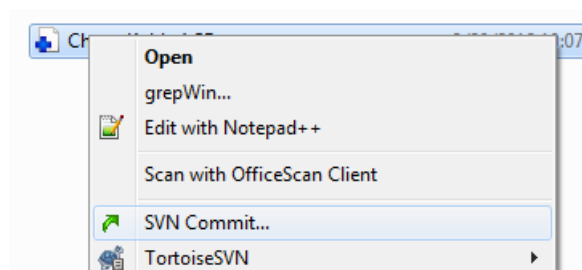 Open
grepWin...
Edit with Notepad++
Scan with OfficeScan Client
SVN Commit...
TortoiseSVN